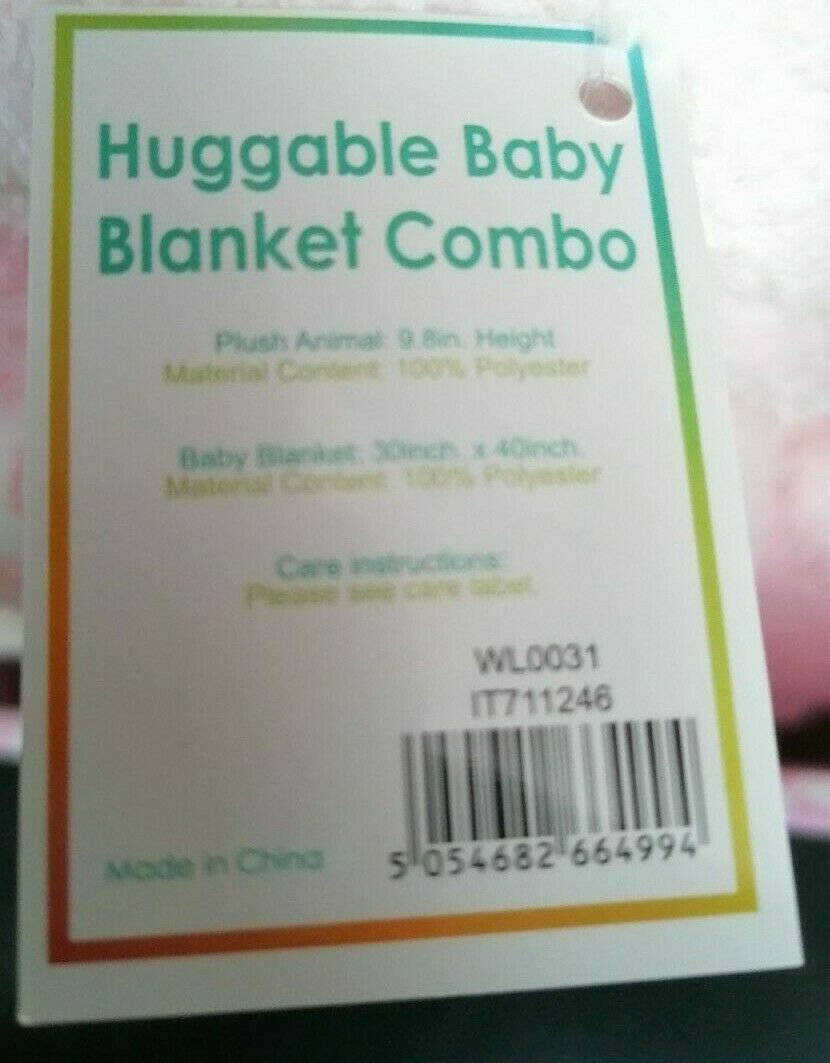 Huggable Baby
Blanket Combo
Plush Animal: 9.8in. Height
Material Content: 100% Polyester
Baby Blanket: 30inch. x 40inch.
Material Content: 100% Polyester
Care instructions:
Please see care label.
WL0031
IT711246
Made in China
5 054682 664994